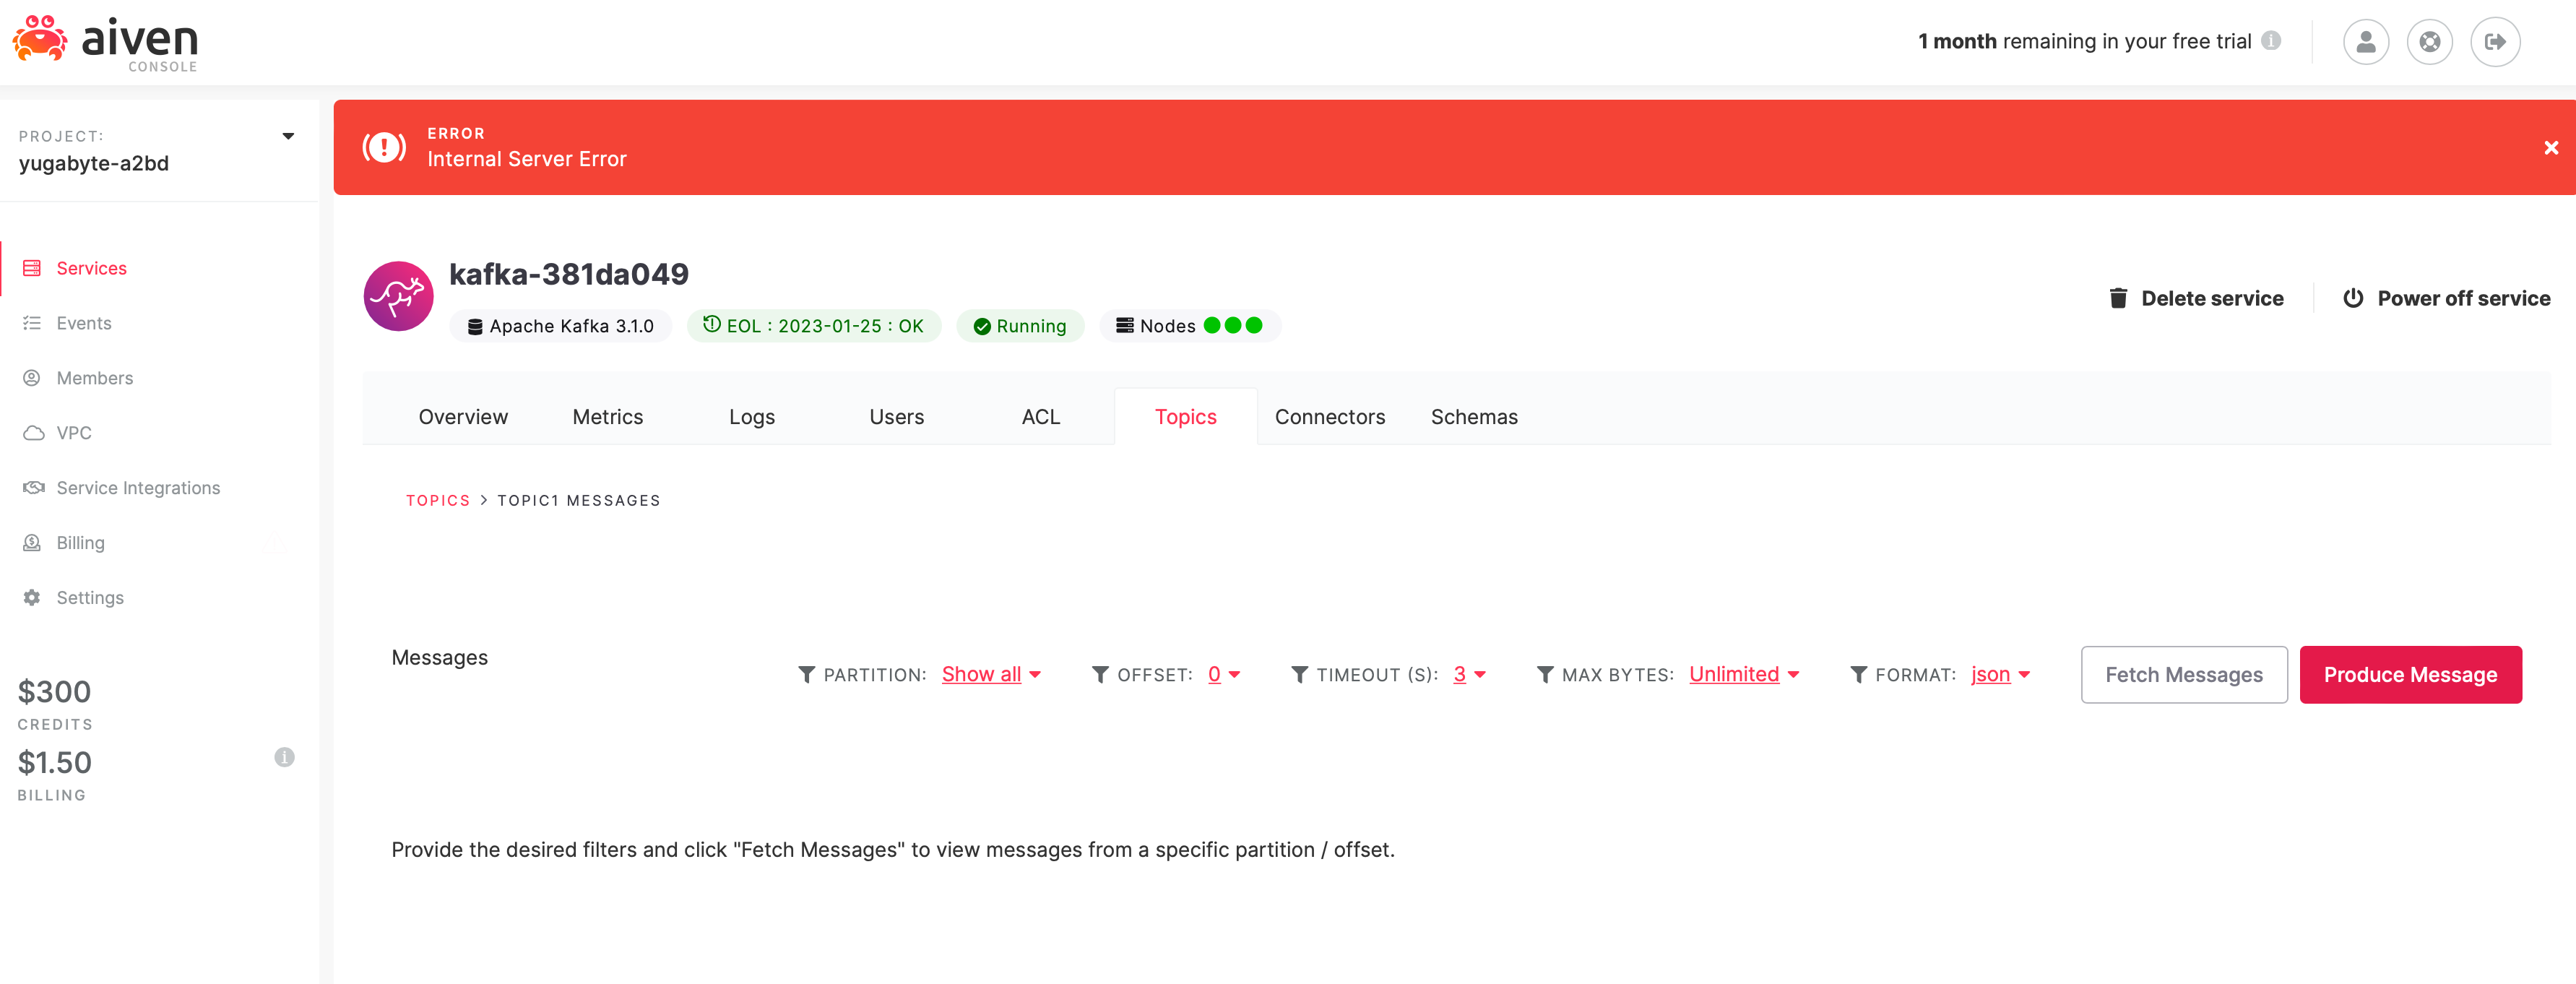 aiven
CONSOLE
1 month remaining in your free trial
PROJECT:
yugabyte-a2bd
ERROR
Internal Server Error
Services
Events
Members
VPC
Service Integrations
Billing
Settings
$300
CREDITS
$1.50
BILLING
kafka-381da049
Apache Kafka 3.1.0 EOL : 2023-01-25 : OK Running Nodes
Delete service Power off service
Overview Metrics Logs Users ACL Topics Connectors Schemas
TOPICS > TOPIC1 MESSAGES
Messages
PARTITION: Show all OFFSET: 0 TIMEOUT (S): 3 MAX BYTES: Unlimited FORMAT: json Fetch Messages Produce Message
Provide the desired filters and click "Fetch Messages" to view messages from a specific partition / offset.